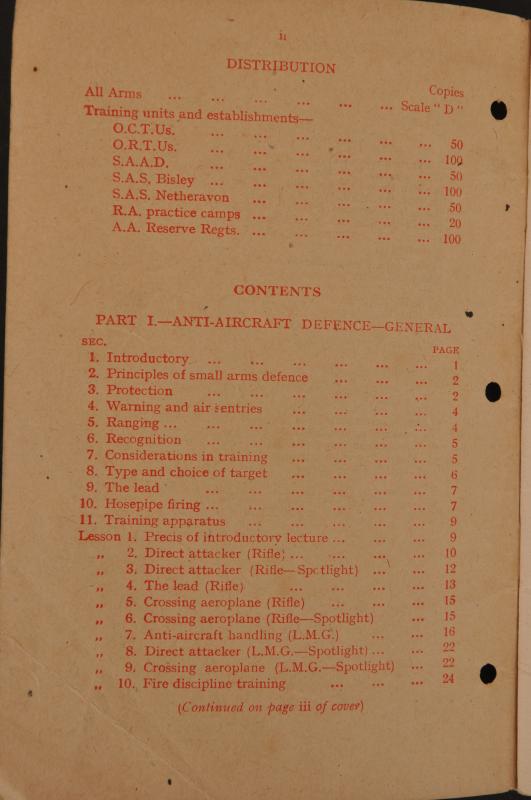 ii
DISTRIBUTION
Copies
All Arms ... ... ... ... ... ... Scale "D"
Training units and establishments—
O.C.T.Us. ... ... ... ... ... ... 50
O.R.T.Us. ... ... ... ... ... ... 100
S.A.A.D. ... ... ... ... ... ... 50
S.A.S, Bisley ... ... ... ... ... ... 100
S.A.S. Netheravon ... ... ... ... ... 50
R.A. practice camps ... ... ... ... ... 20
A.A. Reserve Regts. ... ... ... ... ... 100
CONTENTS
PART I.—ANTI-AIRCRAFT DEFENCE—GENERAL
SEC. PAGE
1. Introductory ... ... ... ... ... ... 1
2. Principles of small arms defence ... ... ... 2
3. Protection ... ... ... ... ... ... 2
4. Warning and air sentries ... ... ... ... 4
5. Ranging ... ... ... ... ... ... ... 4
6. Recognition ... ... ... ... ... ... 5
7. Considerations in training ... ... ... ... 5
8. Type and choice of target ... ... ... ... 6
9. The lead ... ... ... ... ... ... 7
10. Hosepipe firing ... ... ... ... ... ... 7
11. Training apparatus ... ... ... ... ... 9
Lesson 1. Precis of introductory lecture ... ... ... 9
„ 2. Direct attacker (Rifle) ... ... ... ... 10
„ 3. Direct attacker (Rifle—Spotlight) ... ... 12
„ 4. The lead (Rifle) ... ... ... ... 13
„ 5. Crossing aeroplane (Rifle) ... ... ... 15
„ 6. Crossing aeroplane (Rifle—Spotlight) ... 15
„ 7. Anti-aircraft handling (L.M.G.) ... ... 16
„ 8. Direct attacker (L.M.G.—Spotlight) ... ... 22
„ 9. Crossing aeroplane (L.M.G.—Spotlight) ... 22
„ 10. Fire discipline training ... ... ... 24
(Continued on page iii of cover)